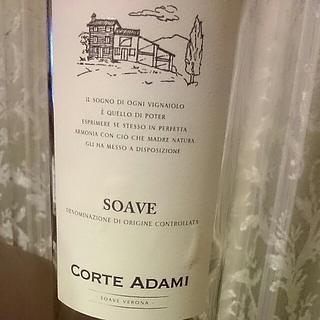 IL SOGNO DI OGNI VIGNAIOLO
È QUELLO DI POTER
ESPRIMERE SE STESSO IN PERFETTA
ARMONIA CON CIÒ CHE MADRE NATURA
GLI HA MESSO A DISPOSIZIONE
SOAVE
DENOMINAZIONE DI ORIGINE CONTROLLATA
CORTE ADAMI
SOAVE VERONA